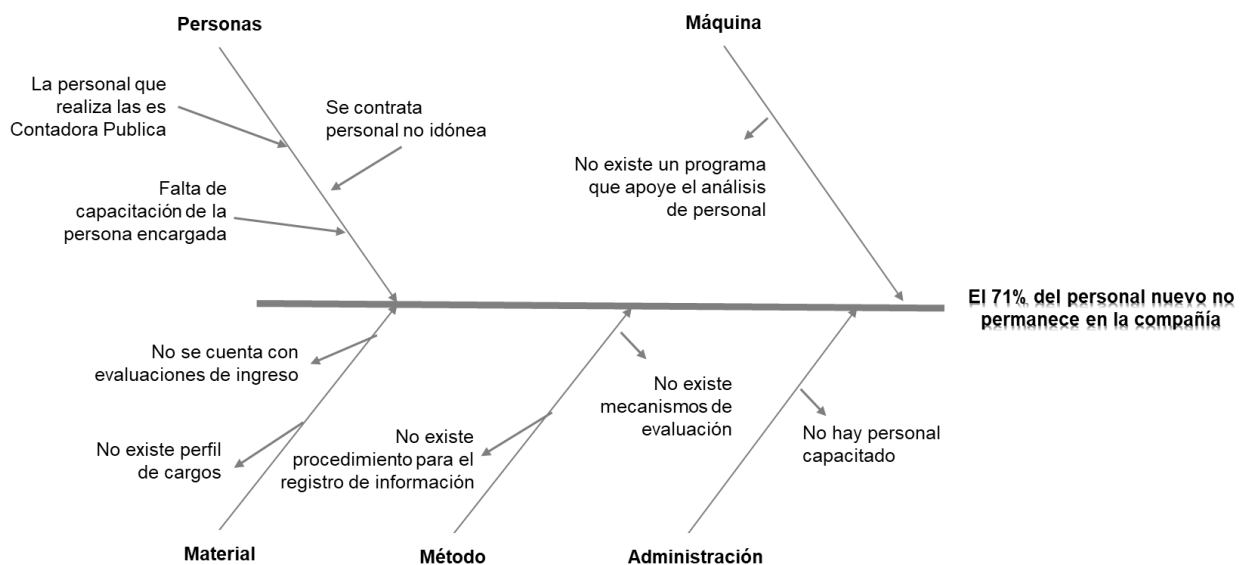 Personas
Máquina
La personal que
realiza las es
Contadora Publica
Se contrata
personal no idónea
Falta de
capacitación de la
persona encargada
No existe un programa
que apoye el análisis
de personal
El 71% del personal nuevo no
permanece en la compañía
No se cuenta con
evaluaciones de ingreso
No existe perfil
de cargos
No existe
procedimiento para el
registro de información
No existe
mecanismos de
evaluación
No hay personal
capacitado
Material
Método
Administración